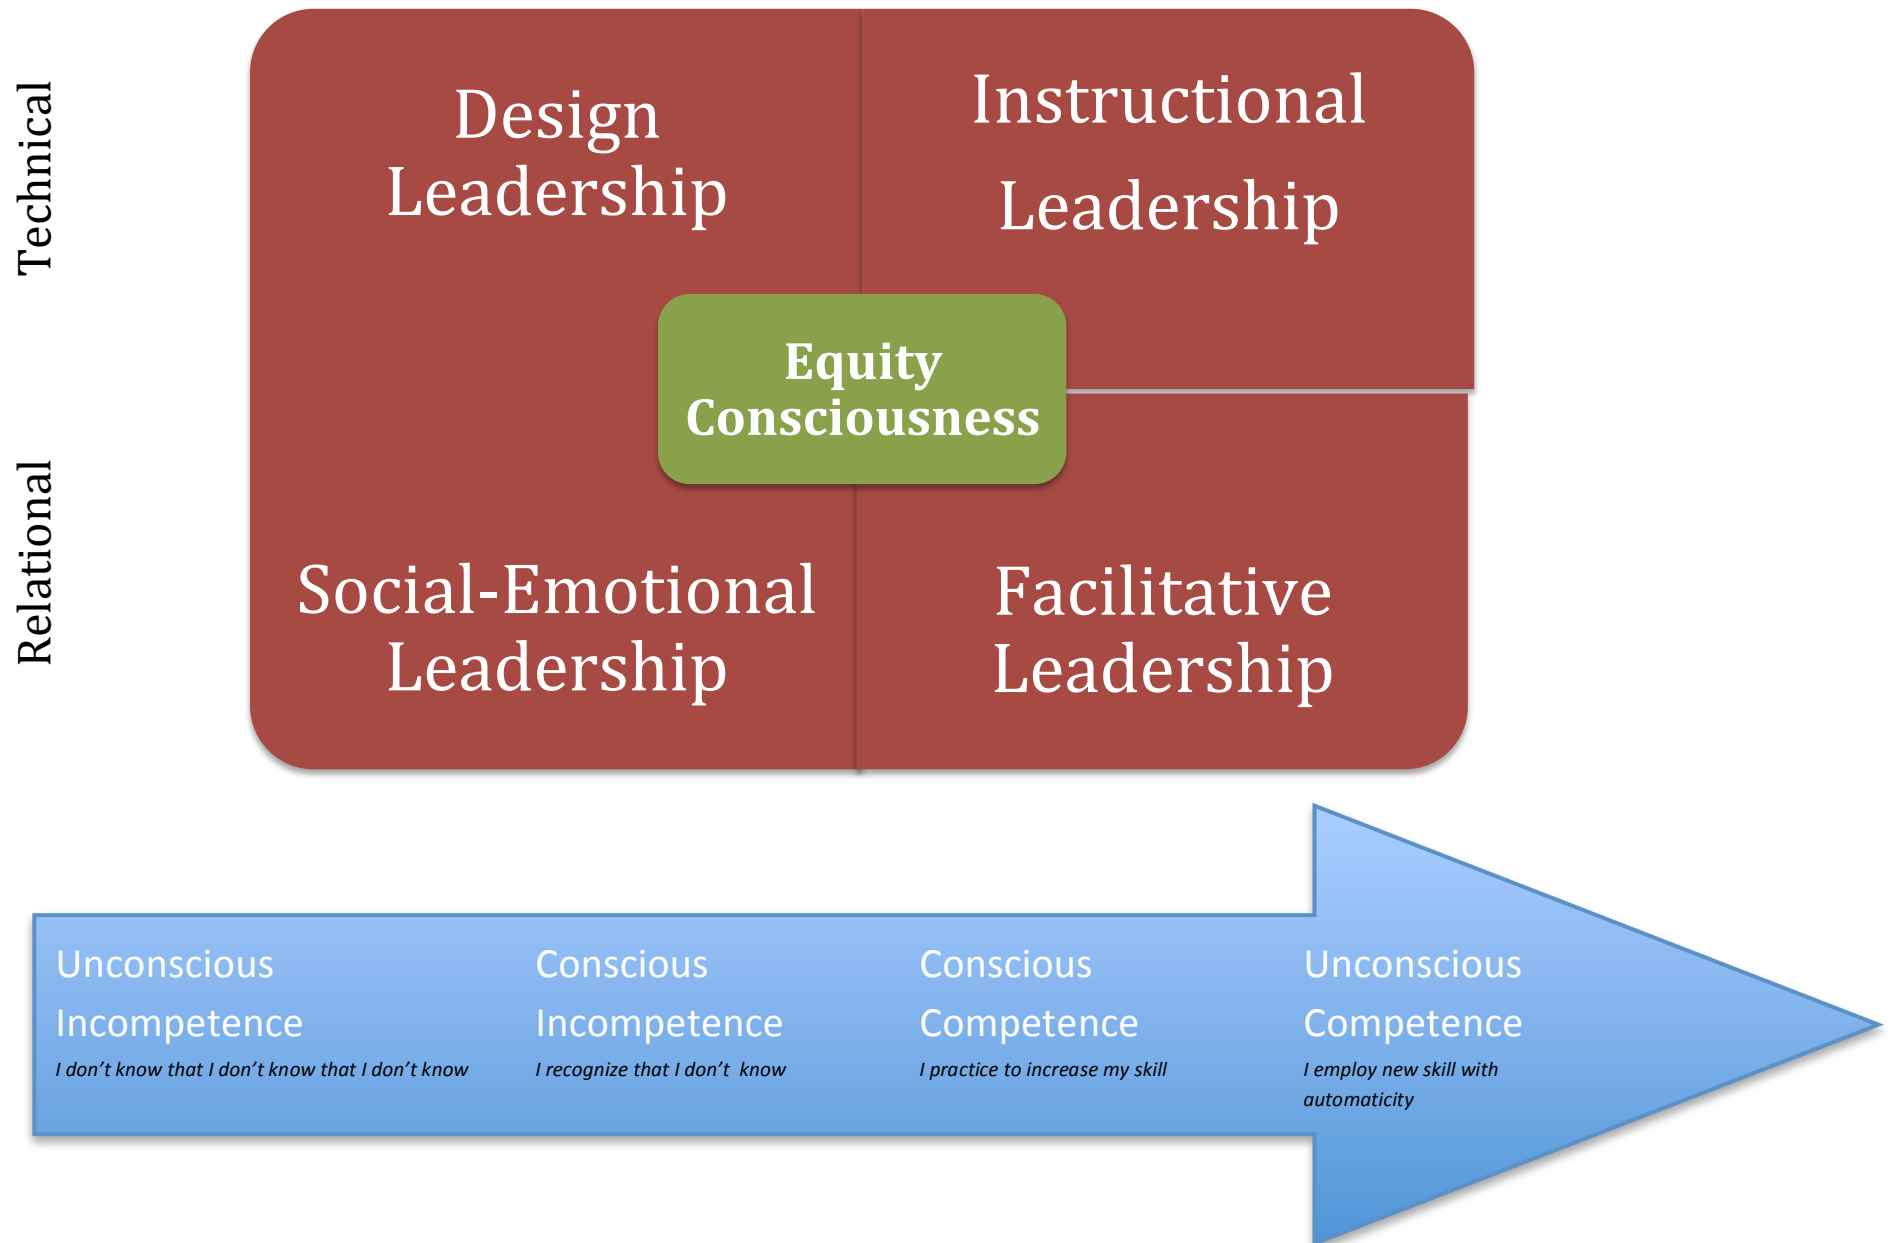 Technical
Design
Leadership
Instructional
Leadership
Equity
Consciousness
Relational
Social-Emotional
Leadership
Facilitative
Leadership
Unconscious
Incompetence
I don’t know that I don’t know that I don’t know
Conscious
Incompetence
I recognize that I don’t  know
Conscious
Competence
I practice to increase my skill
Unconscious
Competence
I employ new skill with
automaticity